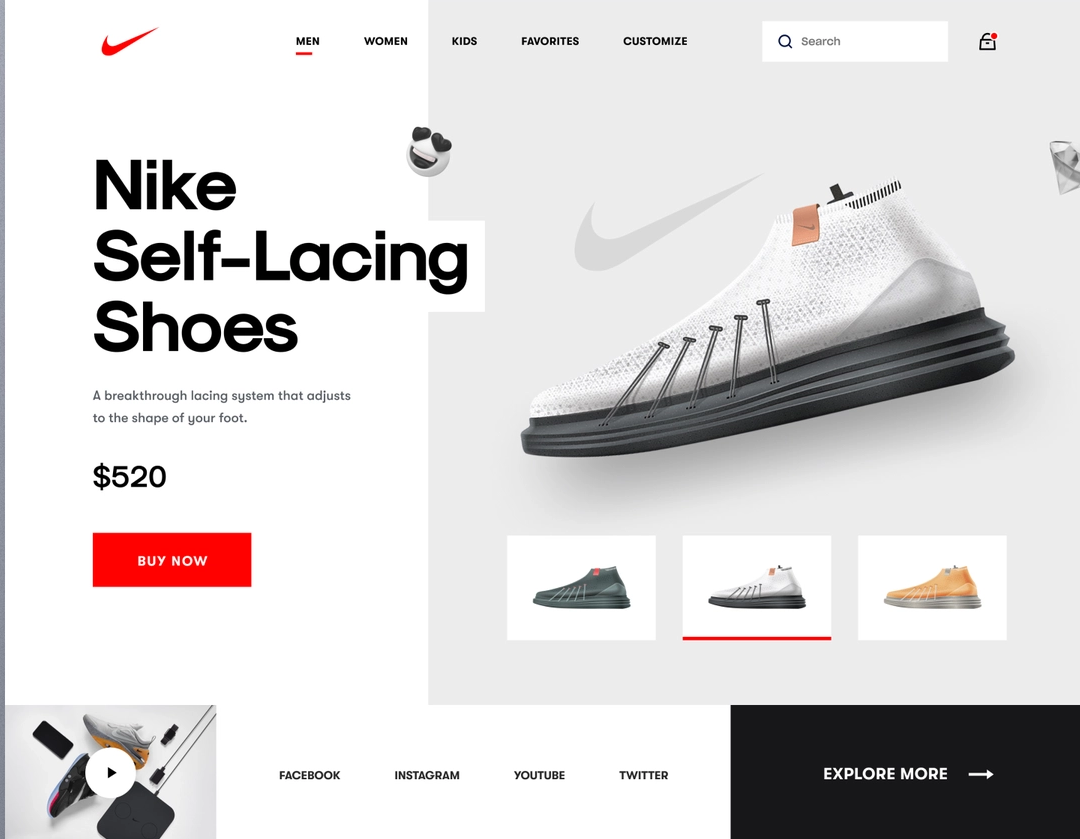 MEN
WOMEN
KIDS
FAVORITES
CUSTOMIZE
Search
Nike
Self-Lacing
Shoes
A breakthrough lacing system that adjusts
to the shape of your foot.
$520
BUY NOW
FACEBOOK
INSTAGRAM
YOUTUBE
TWITTER
EXPLORE MORE